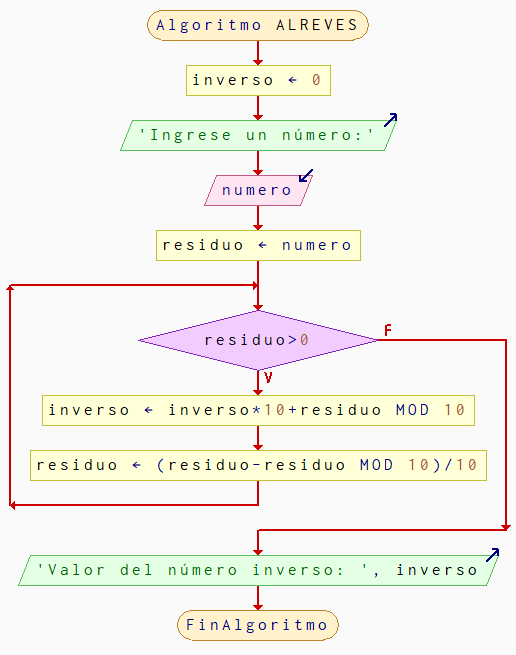 Algoritmo ALREVES
inverso ← 0
'Ingrese un número:'
numero
residuo ← numero
residuo>0
F
V
inverso ← inverso*10+residuo MOD 10
residuo ← (residuo-residuo MOD 10)/10
'Valor del número inverso: ', inverso
FinAlgoritmo